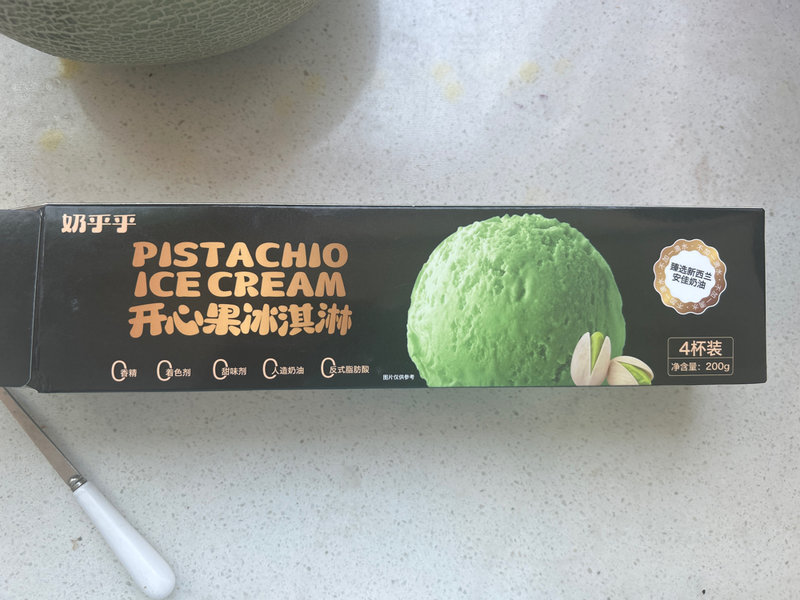 奶乎乎
PISTACHIO
ICE CREAM
开心果冰淇淋
0香精 0着色剂 0甜味剂 0人造奶油 0反式脂肪酸
图片仅供参考
臻选新西兰
安佳奶油
4杯装
净含量：200g